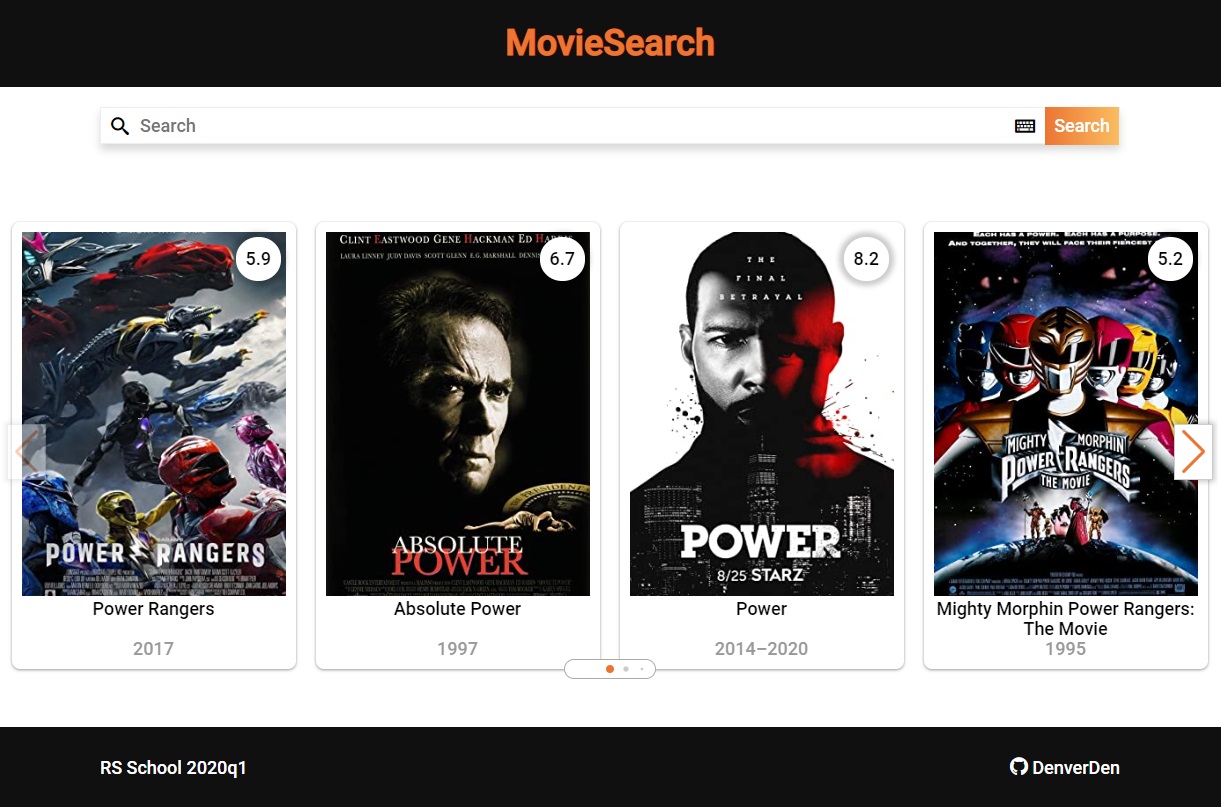 MovieSearch
Search
Search
5.9
POWER RANGERS
Power Rangers
2017
CLINT EASTWOOD GENE HACKMAN ED HARRIS
LAURA LINNEY JUDY DAVIS SCOTT GLENN E.G. MARSHALL
6.7
ABSOLUTE
POWER
Absolute Power
1997
8.2
THE
FINAL
BETRAYAL
POWER
8/25 STARZ
Power
2014–2020
EACH HAS A POWER. EACH HAS A PURPOSE.
AND TOGETHER, THEY WILL FACE THEIR FIERCEST
5.2
MIGHTY MORPHIN
POWER RANGERS
THE MOVIE
Mighty Morphin Power Rangers:
The Movie
1995
RS School 2020q1
DenverDen